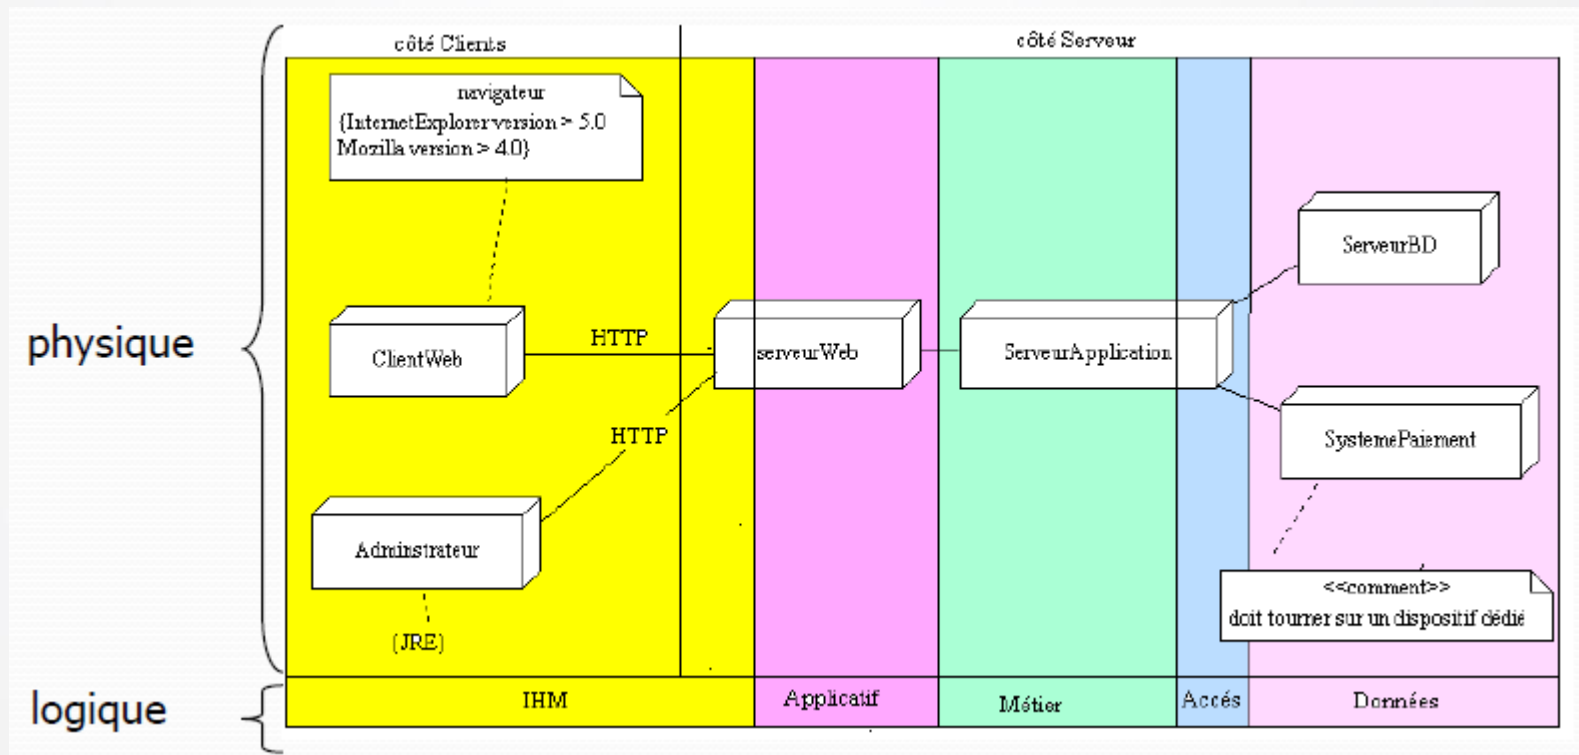 côté Clients
côté Serveur
navigateur
{InternetExplorer version > 5.0
Mozilla version > 4.0}
ServeurBD
physique
HTTP
ClientWeb
serveurWeb
ServeurApplication
HTTP
SystemePaiement
Adminstrateur
<<comment>>
doit tourner sur un dispositif dédié
(JRE)
logique
IHM
Applicatif
Métier
Accés
Données